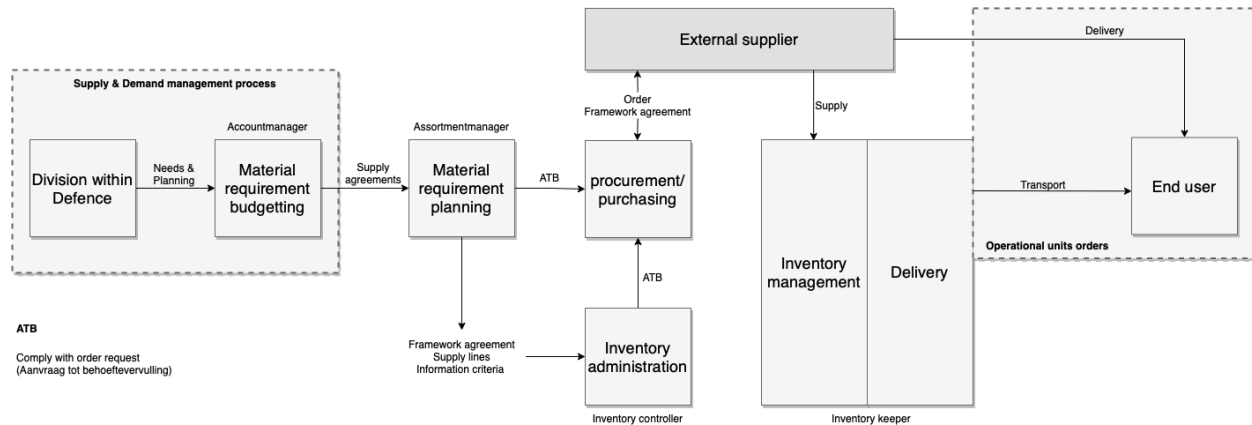 External supplier
Delivery
Supply & Demand management process
Order
Framework agreement
Supply
Accountmanager
Assortmentmanager
Division within
Defence
Needs &
Planning
Material
requirement
budgetting
Supply
agreements
Material
requirement
planning
ATB
procurement/
purchasing
Transport
End user
Operational units orders
Inventory
management
Delivery
ATB
ATB
Comply with order request
(Aanvraag tot behoeftevervulling)
Framework agreement
Supply lines
Information criteria
Inventory
administration
Inventory controller
Inventory keeper